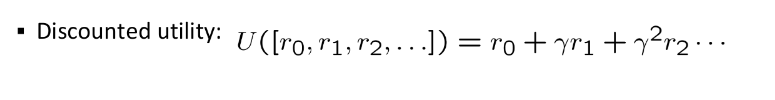 ▪ Discounted utility: U([r₀, r₁, r₂, . . .]) = r₀ + γr₁ + γ²r₂ · · ·